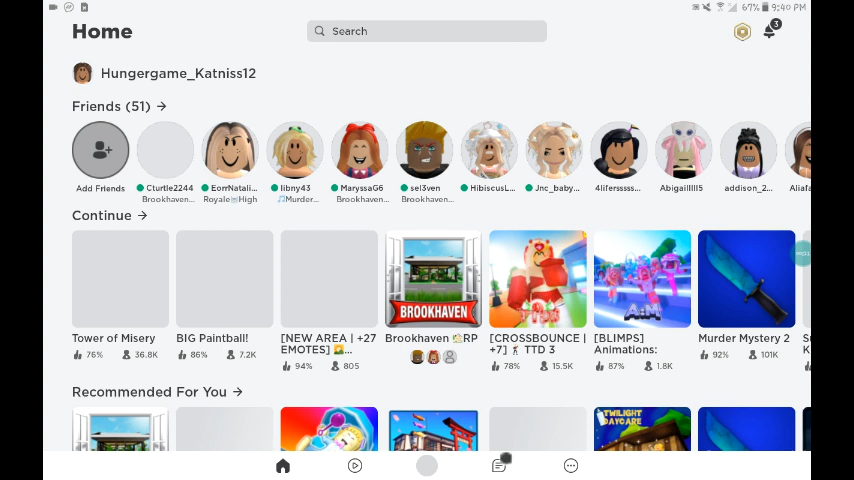 67% 9:40 PM
Home
Search
3
Hungergame_Katniss12
Friends (51) →
Add Friends
Cturtle2244
Brookhaven...
EorrNatali...
Royale High
libny43
🎵Murder...
MaryssaG6
Brookhaven...
sel3ven
Brookhaven...
HibiscusL...
Jnc_baby...
4lifersssss...
Abigailllll5
addison_2...
Aliafa
Continue →
BROOKHAVEN
A:M
Tower of Misery
76% 36.8K
BIG Paintball!
86% 7.2K
[NEW AREA | +27
EMOTES] 🌄...
94% 805
Brookhaven 🏡RP
[CROSSBOUNCE |
+7] 🕺 TTD 3
78% 15.5K
[BLIMPS]
Animations:
87% 1.8K
Murder Mystery 2
92% 101K
Recommended For You →
TWILIGHT
DAYCARE